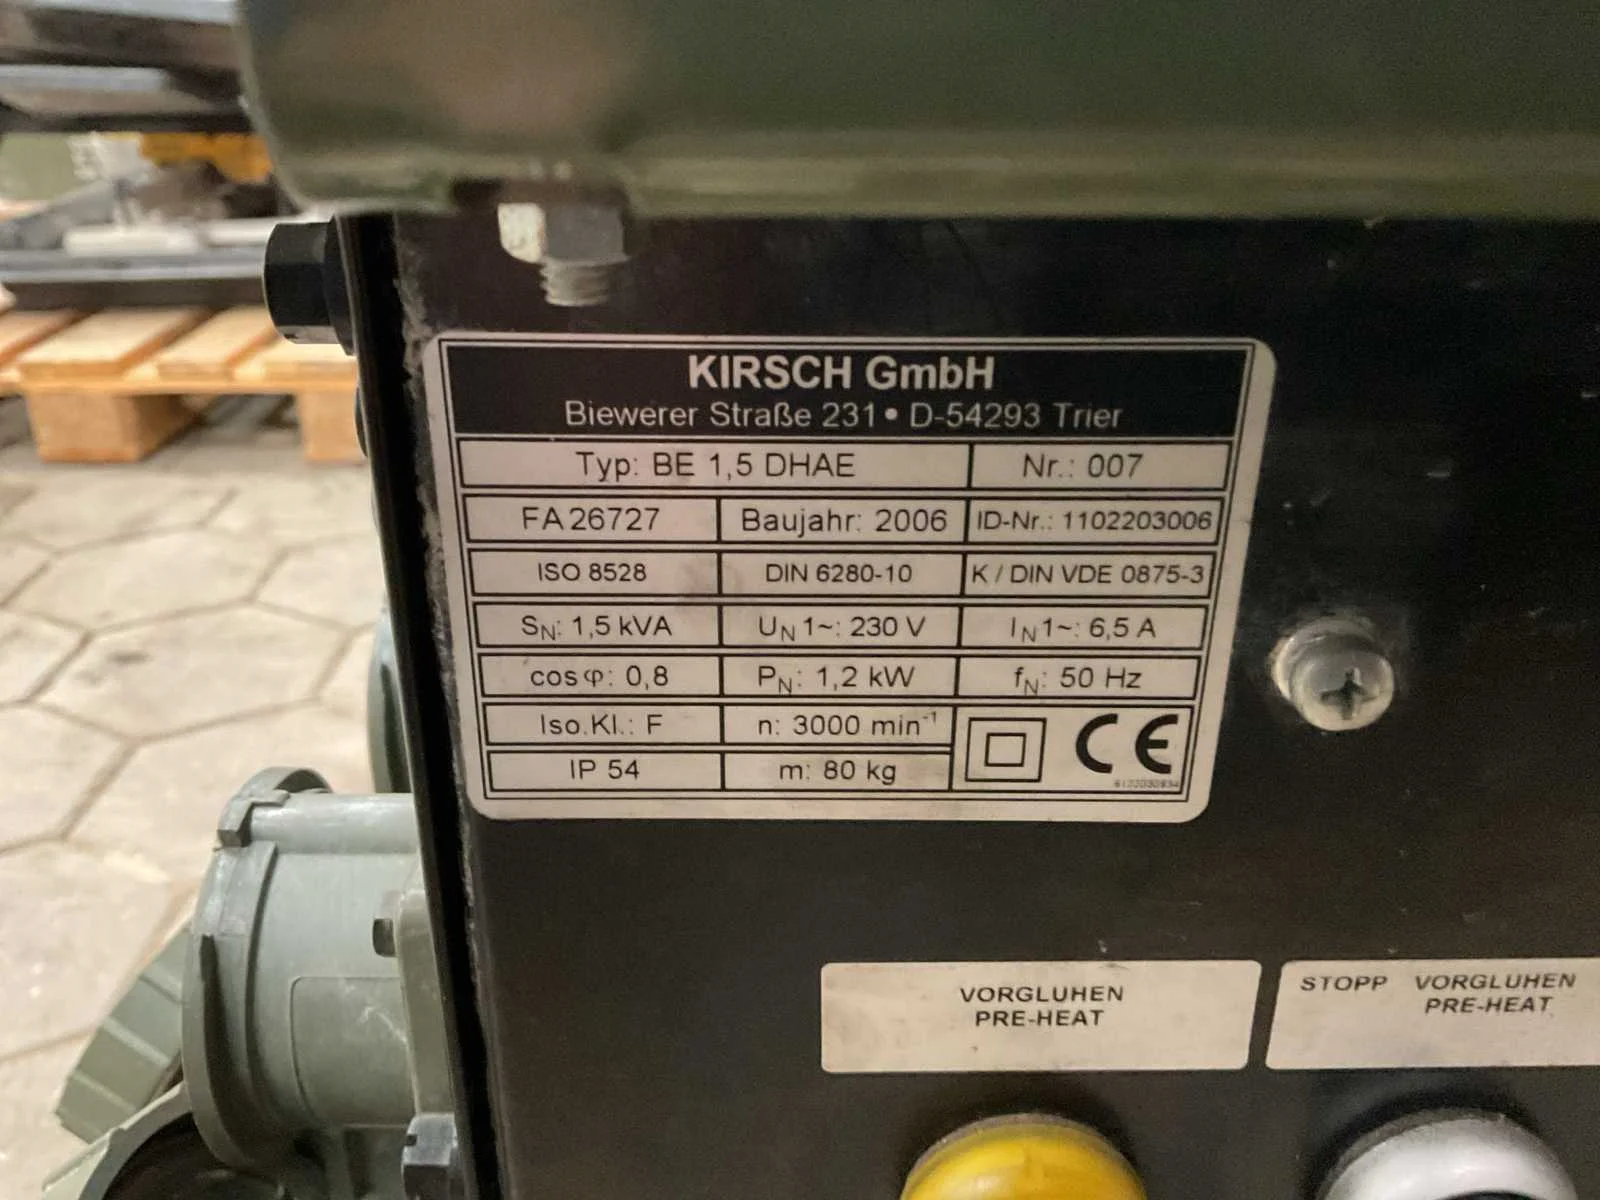 KIRSCH GmbH
Biewerer Straße 231 • D-54293 Trier
Typ: BE 1,5 DHAE Nr.: 007
FA 26727 Baujahr: 2006 ID-Nr.: 1102203006
ISO 8528 DIN 6280-10 K / DIN VDE 0875-3
SN: 1,5 kVA UN 1~: 230 V IN 1~: 6,5 A
cos φ: 0,8 PN: 1,2 kW fN: 50 Hz
Iso.Kl.: F n: 3000 min⁻¹
CE
IP 54 m: 80 kg
VORGLUHEN
PRE-HEAT
STOPP VORGLUHEN
PRE-HEAT